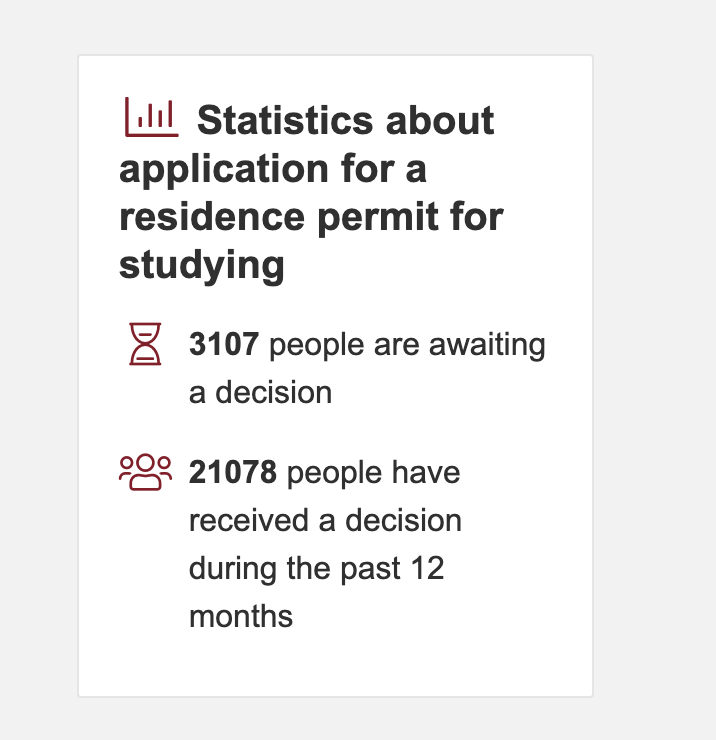 Statistics about
application for a
residence permit for
studying
3107 people are awaiting
a decision
21078 people have
received a decision
during the past 12
months